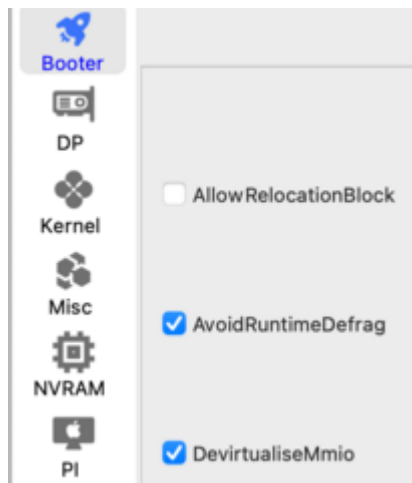 Booter
DP
Kernel
Misc
NVRAM
PI
AllowRelocationBlock
AvoidRuntimeDefrag
DevirtualiseMmio